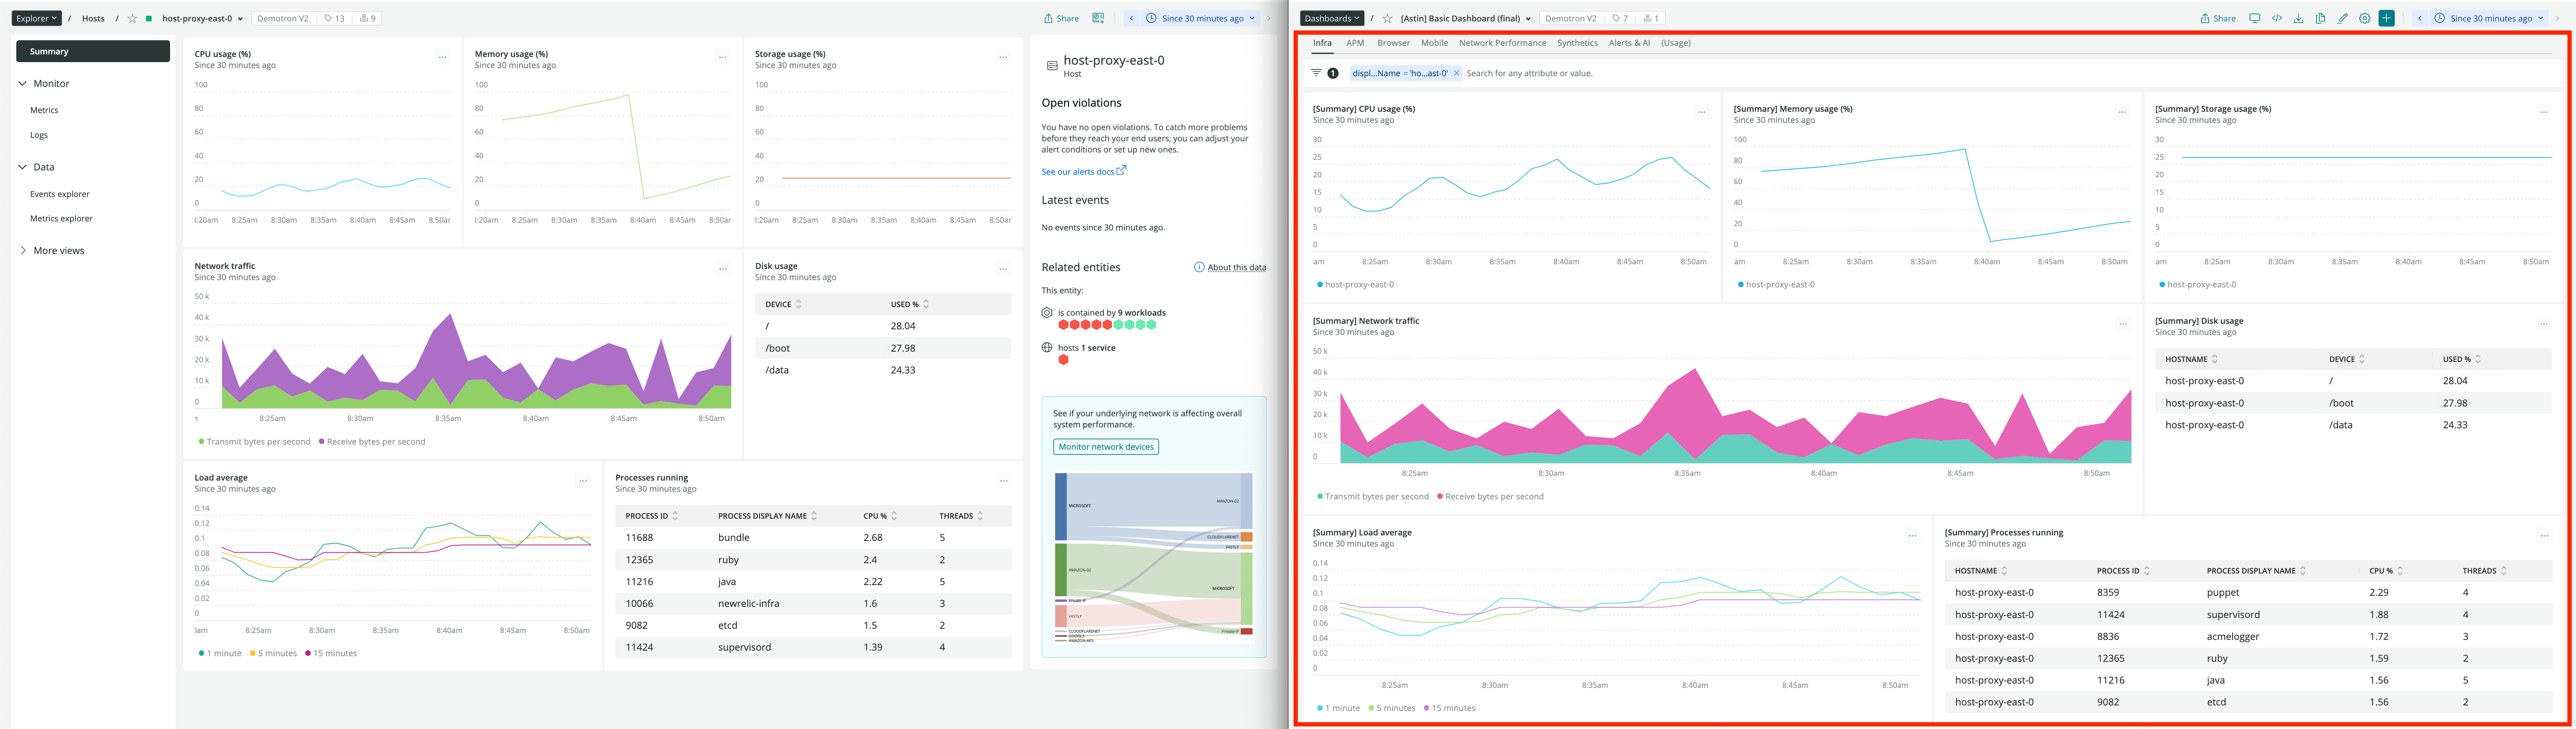 Explorer / Hosts / host-proxy-east-0 Demotron V2 13 9
Share Since 30 minutes ago
Summary
Monitor
Metrics
Logs
Data
Events explorer
Metrics explorer
More views
CPU usage (%)
Since 30 minutes ago
100
80
60
40
20
0
8:25am 8:30am 8:35am 8:40am 8:45am
Memory usage (%)
Since 30 minutes ago
100
80
60
40
20
0
8:25am 8:30am 8:35am 8:40am 8:45am
Storage usage (%)
Since 30 minutes ago
100
80
60
40
20
0
8:25am 8:30am 8:35am 8:40am 8:45am
Network traffic
Since 30 minutes ago
50 k
40 k
30 k
20 k
10 k
0
8:25am 8:30am 8:35am 8:40am 8:45am 8:50am
Transmit bytes per second Receive bytes per second
Disk usage
Since 30 minutes ago
DEVICE USED %
/ 28.04
/boot 27.98
/data 24.33
Load average
Since 30 minutes ago
0.14
0.12
0.1
0.08
0.06
0.04
0.02
0
8:25am 8:30am 8:35am 8:40am 8:45am 8:50am
1 minute 5 minutes 15 minutes
Processes running
Since 30 minutes ago
PROCESS ID PROCESS DISPLAY NAME CPU % THREADS
11688 bundle 2.68 5
12365 ruby 2.4 2
11216 java 2.22 5
10066 newrelic-infra 1.6 3
9082 etcd 1.5 2
11424 supervisord 1.39 4
host-proxy-east-0
Host
Open violations
You have no open violations. To catch more problems
before they reach your end users, you can adjust your
alert conditions or set up new ones.
See our alerts docs
Latest events
No events since 30 minutes ago.
Related entities About this data
This entity:
is contained by 9 workloads
hosts 1 service
See if your underlying network is affecting overall
system performance.
Monitor network devices
MICROSOFT
AMAZON-02
Private IP
FASTLY
CLOUDFLARENET
GOOGLE
AMAZON-AES
AMAZON-02
CLOUDFLARENET
FASTLY
MICROSOFT
Private IP
Dashboards / [Astin] Basic Dashboard (final) Demotron V2 7 1
Share Since 30 minutes ago
Infra APM Browser Mobile Network Performance Synthetics Alerts & AI (Usage)
1 displ...Name = 'ho...ast-0' Search for any attribute or value.
[Summary] CPU usage (%)
Since 30 minutes ago
30
25
20
15
10
5
0
am 8:25am 8:30am 8:35am 8:40am 8:45am 8:50am
host-proxy-east-0
[Summary] Memory usage (%)
Since 30 minutes ago
100
80
60
40
20
0
am 8:25am 8:30am 8:35am 8:40am 8:45am 8:50am
host-proxy-east-0
[Summary] Storage usage (%)
Since 30 minutes ago
30
25
20
15
10
5
0
am 8:25am 8:30am 8:35am 8:40am 8:45am 8:50am
host-proxy-east-0
[Summary] Network traffic
Since 30 minutes ago
50 k
40 k
30 k
20 k
10 k
0
8:25am 8:30am 8:35am 8:40am 8:45am 8:50am
Transmit bytes per second Receive bytes per second
[Summary] Disk usage
Since 30 minutes ago
HOSTNAME DEVICE USED %
host-proxy-east-0 / 28.04
host-proxy-east-0 /boot 27.98
host-proxy-east-0 /data 24.33
[Summary] Load average
Since 30 minutes ago
0.14
0.12
0.1
0.08
0.06
0.04
0.02
0
8:25am 8:30am 8:35am 8:40am 8:45am 8:50am
1 minute 5 minutes 15 minutes
[Summary] Processes running
Since 30 minutes ago
HOSTNAME PROCESS ID PROCESS DISPLAY NAME CPU % THREADS
host-proxy-east-0 8359 puppet 2.29 4
host-proxy-east-0 11424 supervisord 1.88 4
host-proxy-east-0 8836 acmelogger 1.72 3
host-proxy-east-0 12365 ruby 1.59 2
host-proxy-east-0 11216 java 1.56 5
host-proxy-east-0 9082 etcd 1.56 2